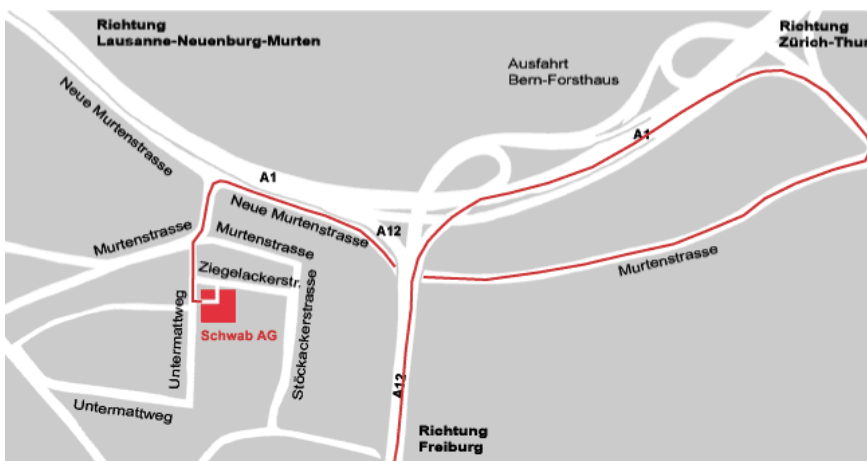 Richtung
Lausanne-Neuenburg-Murten
Richtung
Zürich-Thun
Ausfahrt
Bern-Forsthaus
Neue Murtenstrasse
A1
A1
Neue Murtenstrasse
A12
Murtenstrasse
Murtenstrasse
Murtenstrasse
Ziegelackerstr.
Schwab AG
Untermattweg
Stöckackerstrasse
A12
Untermattweg
Richtung
Freiburg